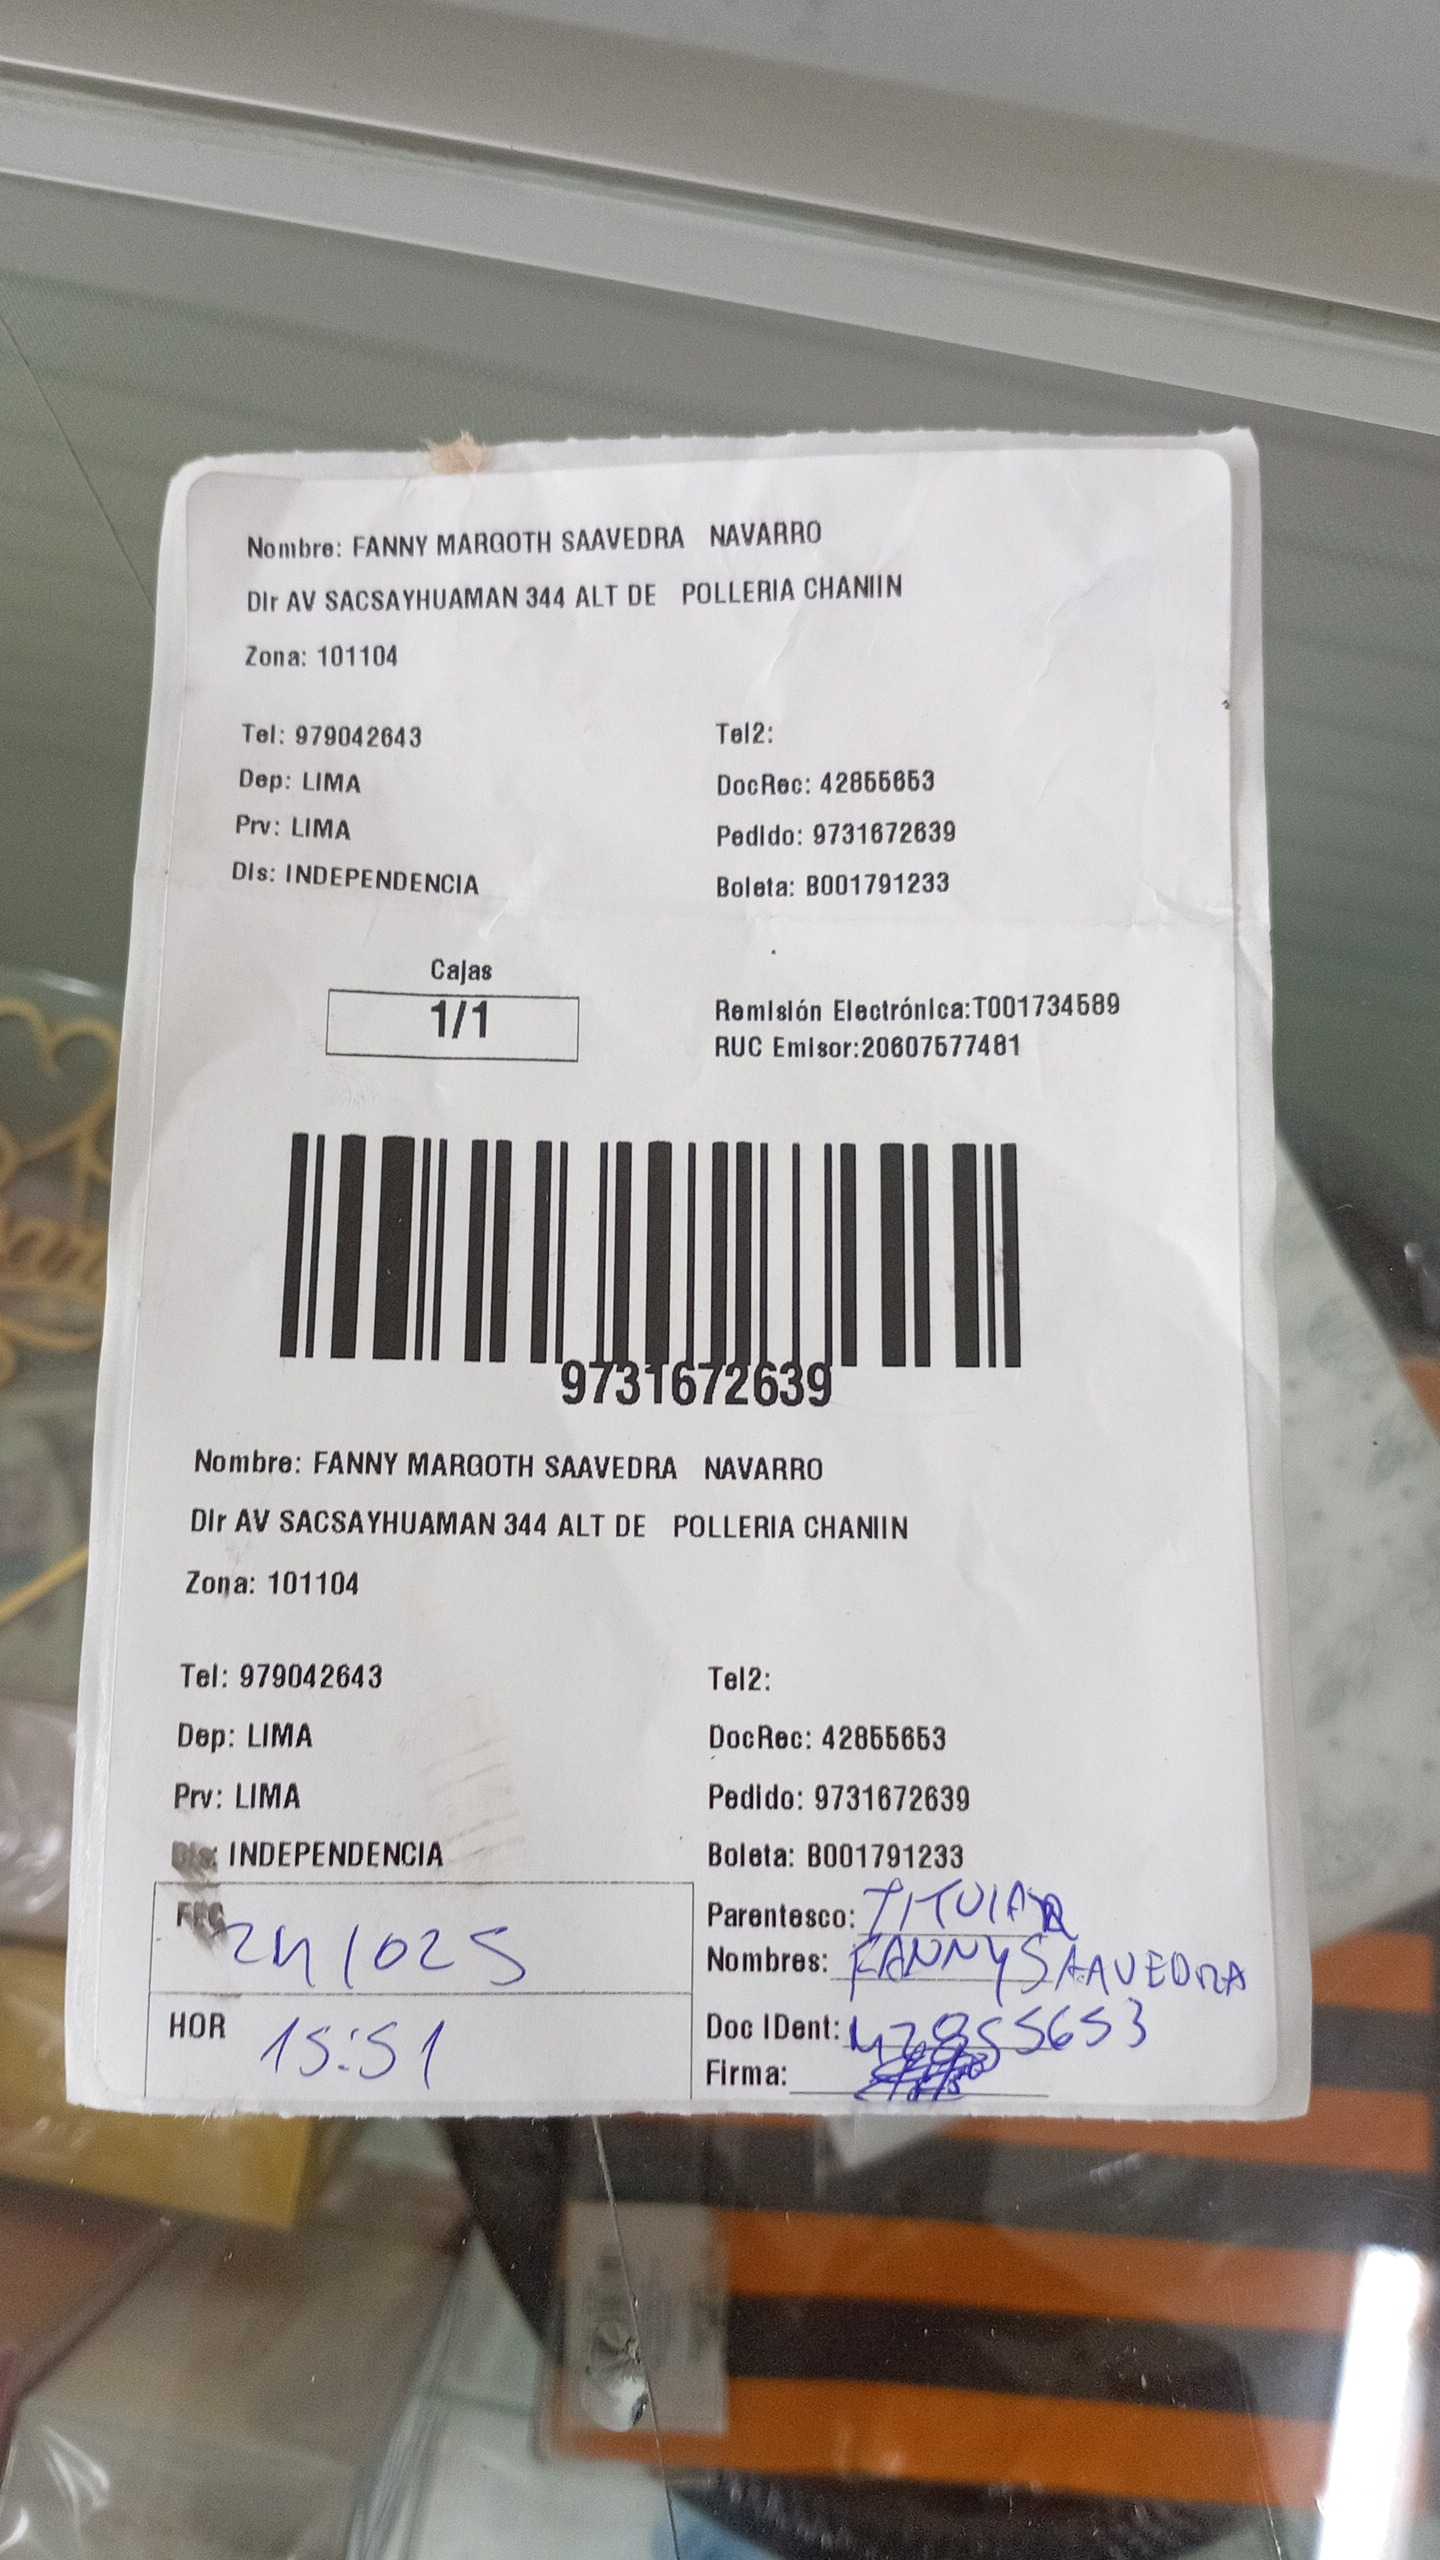 Nombre: FANNY MARGOTH SAAVEDRA NAVARRO
Dir AV SACSAYHUAMAN 344 ALT DE POLLERIA CHANIIN
Zona: 101104
Tel: 979042643 Tel2:
Dep: LIMA DocRec: 42855653
Prv: LIMA Pedido: 9731672639
Dis: INDEPENDENCIA Boleta: B001791233
Cajas
1/1
Remisión Electrónica:T001734589
RUC Emisor:20607577481
9731672639
Nombre: FANNY MARGOTH SAAVEDRA NAVARRO
Dir AV SACSAYHUAMAN 344 ALT DE POLLERIA CHANIIN
Zona: 101104
Tel: 979042643 Tel2:
Dep: LIMA DocRec: 42855653
Prv: LIMA Pedido: 9731672639
Dis: INDEPENDENCIA Boleta: B001791233
FEC 241025 Parentesco: TITULAR
Nombres: FANNY SAAVEDRA
HOR 15:51 Doc IDent: 42855653
Firma: